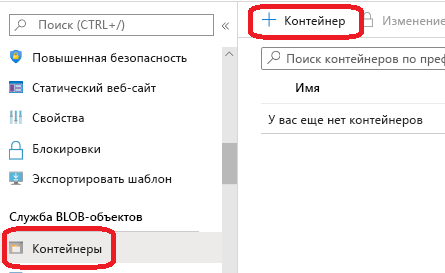 Поиск (CTRL+/)
«
Повышенная безопасность
Статический веб-сайт
Свойства
Блокировки
Экспортировать шаблон
Служба BLOB-объектов
Контейнеры
+ Контейнер
Изменение
Поиск контейнеров по преф
Имя
У вас еще нет контейнеров